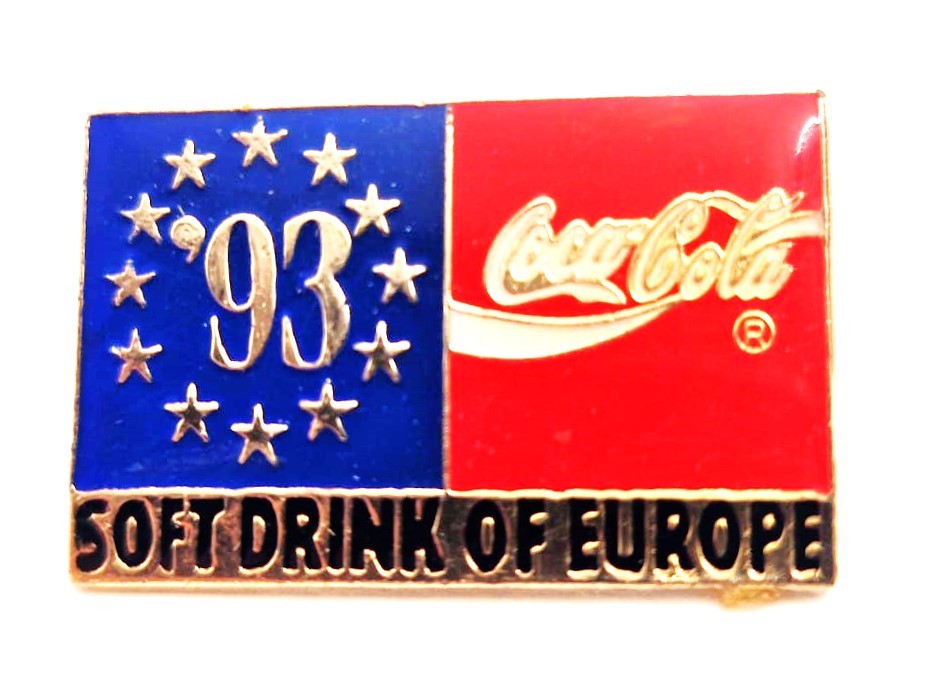 '93
Coca-Cola
®
SOFT DRINK OF EUROPE